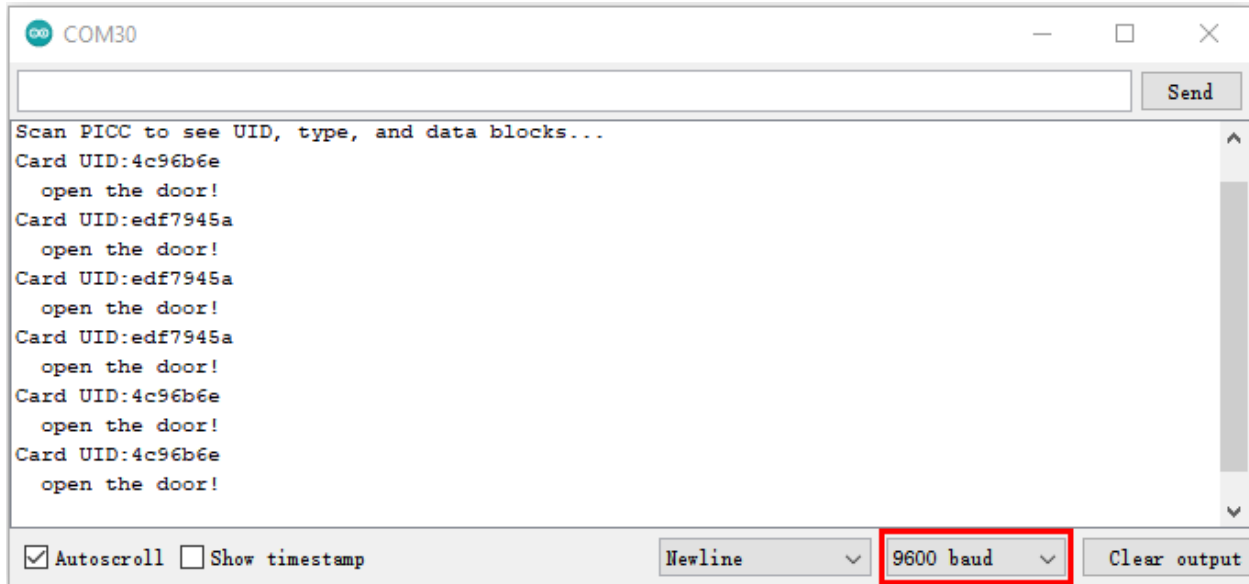 COM30
Send
Scan PICC to see UID, type, and data blocks...
Card UID:4c96b6e
open the door!
Card UID:edf7945a
open the door!
Card UID:edf7945a
open the door!
Card UID:edf7945a
open the door!
Card UID:4c96b6e
open the door!
Card UID:4c96b6e
open the door!
Autoscroll Show timestamp Newline 9600 baud Clear output